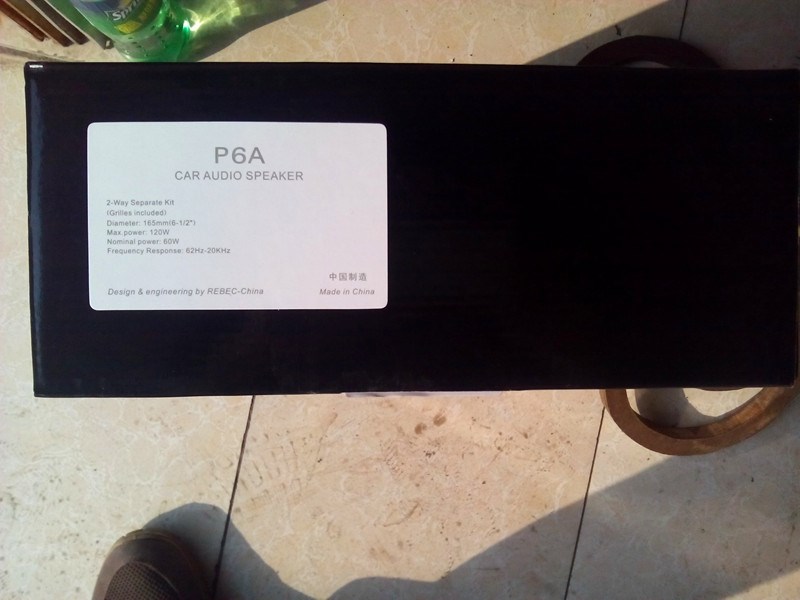 Sprite
P6A
CAR AUDIO SPEAKER
2-Way Separate Kit
(Grilles included)
Diameter: 165mm(6-1/2")
Max power: 120W
Nominal power: 60W
Frequency Response: 62Hz-20KHz
中国制造
Design & engineering by REBEC-China
Made in China